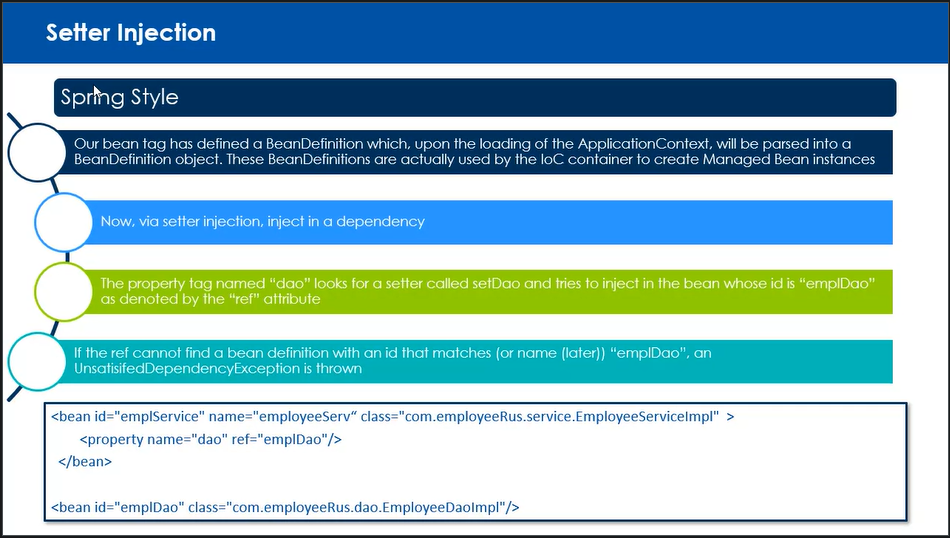 Setter Injection
Spring Style
Our bean tag has defined a BeanDefinition which, upon the loading of the ApplicationContext, will be parsed into a
BeanDefinition object. These BeanDefinitions are actually used by the IoC container to create Managed Bean instances
Now, via setter injection, inject in a dependency
The property tag named “dao” looks for a setter called setDao and tries to inject in the bean whose id is “emplDao”
as denoted by the “ref” attribute
If the ref cannot find a bean definition with an id that matches (or name (later)) “emplDao”, an
UnsatisifedDependencyException is thrown
<bean id="emplService" name="employeeServ“ class="com.employeeRus.service.EmployeeServiceImpl" >
<property name="dao" ref="emplDao"/>
</bean>
<bean id="emplDao" class="com.employeeRus.dao.EmployeeDaoImpl"/>